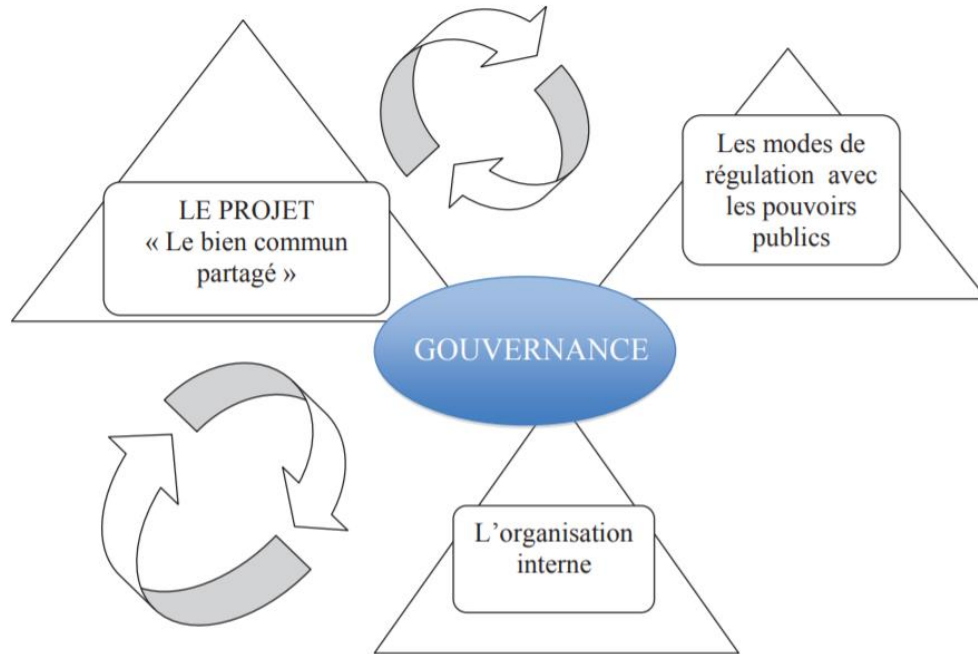 LE PROJET
« Le bien commun
partagé »
Les modes de
régulation avec
les pouvoirs
publics
GOUVERNANCE
L’organisation
interne